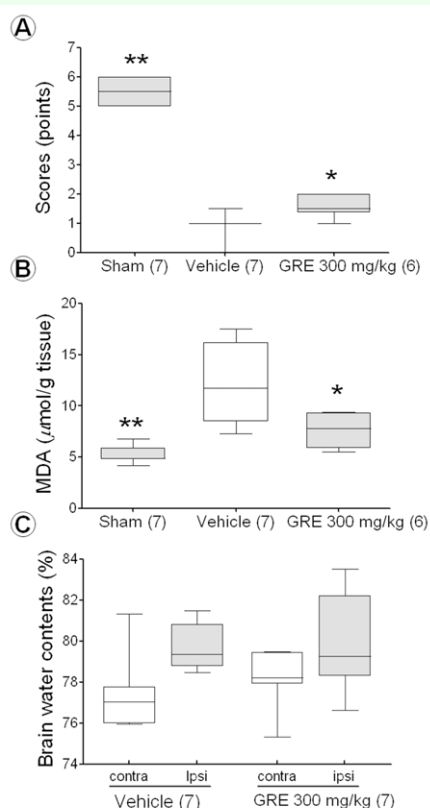 A
7
6
5
4
3
2
1
0
Scores (points)
**
*
Sham (7) Vehicle (7) GRE 300 mg/kg (6)
B
20
15
10
5
0
MDA (μmol/g tissue)
**
*
Sham (7) Vehicle (7) GRE 300 mg/kg (6)
C
84
82
80
78
76
74
Brain water contents (%)
contra Ipsi contra ipsi
Vehicle (7) GRE 300 mg/kg (7)